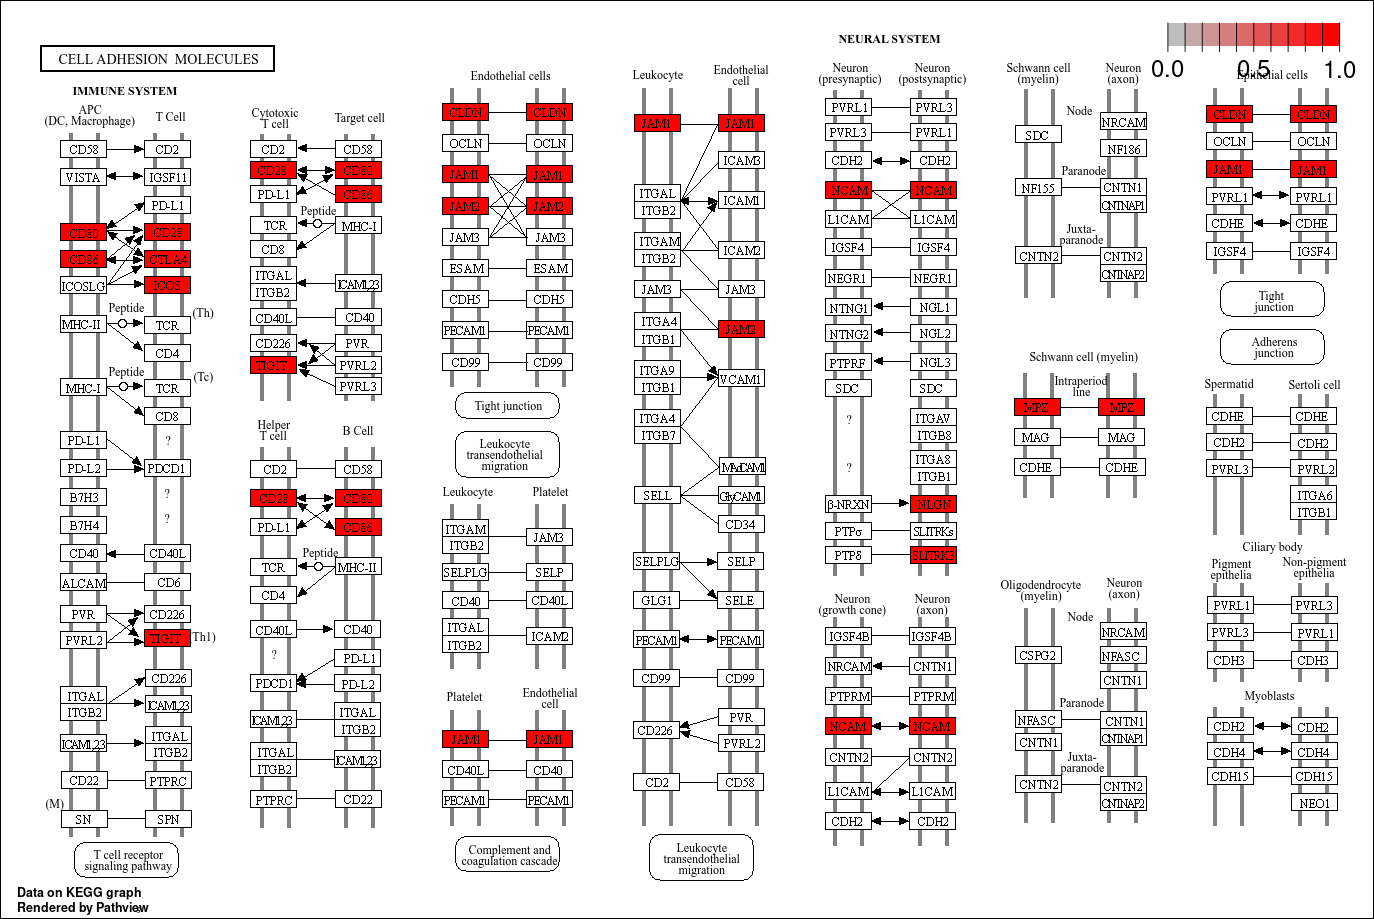 CELL ADHESION MOLECULES
NEURAL SYSTEM
0.0 0.5 1.0
IMMUNE SYSTEM
APC
(DC, Macrophage)
T Cell
CD58 CD2
VISTA IGSF11
PD-L1
CD80 CD28
CD86 CTLA4
ICOSLG ICOS
Peptide
(Th)
MHC-II TCR
CD4
Peptide
(Tc)
MHC-I TCR
CD8
PD-L1 ?
PD-L2 PDCD1
B7H3 ?
B7H4 ?
CD40 CD40L
ALCAM CD6
PVR CD226
PVRL2 TIGIT Th1)
CD226
ITGAL
ITGB2
ICAM1,23
ICAM1,23
ITGAL
ITGB2
CD22 PTPRC
(M)
SN SPN
T cell receptor
signaling pathway
Cytotoxic
T cell
Target cell
CD2 CD58
CD28 CD80
PD-L1 CD86
Peptide
TCR MHC-I
CD8
ITGAL
ITGB2
ICAM1,23
CD40L CD40
CD226 PVR
TIGIT PVRL2
PVRL3
Helper
T cell
B Cell
CD2 CD58
CD28 CD80
PD-L1 CD86
Peptide
TCR MHC-II
CD4
CD40L CD40
? PD-L1
PDCD1 PD-L2
ICAM1,23
ITGAL
ITGB2
ITGAL
ITGB2
ICAM1,23
PTPRC CD22
Endothelial cells
CLDN CLDN
OCLN OCLN
JAM1 JAM1
JAM2 JAM2
JAM3 JAM3
ESAM ESAM
CDH5 CDH5
PECAM1 PECAM1
CD99 CD99
Tight junction
Leukocyte
transendothelial
migration
Leukocyte Platelet
ITGAM
ITGB2
JAM3
SELPLG SELP
CD40 CD40L
ITGAL
ITGB2
ICAM2
Platelet
Endothelial
cell
JAM1 JAM1
CD40L CD40
PECAM1 PECAM1
Complement and
coagulation cascade
Leukocyte
Endothelial
cell
JAM1 JAM1
ICAM3
ITGAL
ITGB2
ICAM1
ITGAM
ITGB2
ICAM2
JAM3 JAM3
ITGA4
ITGB1
JAM2
ITGA9
ITGB1
VCAM1
ITGA4
ITGB7
MAdCAM1
SELL GlyCAM1
CD34
SELPLG SELP
GLG1 SELE
PECAM1 PECAM1
CD99 CD99
PVR
CD226
PVRL2
CD2 CD58
Leukocyte
transendothelial
migration
Neuron
(presynaptic)
Neuron
(postsynaptic)
PVRL1 PVRL3
PVRL3 PVRL1
CDH2 CDH2
NCAM NCAM
L1CAM L1CAM
IGSF4 IGSF4
NEGR1 NEGR1
NTNG1 NGL1
NTNG2 NGL2
PTPRF NGL3
SDC SDC
?
ITGAV
ITGB8
?
ITGA8
ITGB1
β-NRXN NLGN
PTPσ SLITRKs
PTPδ SLITRK3
Neuron
(growth cone)
Neuron
(axon)
IGSF4B IGSF4B
NRCAM CNTN1
PTPRM PTPRM
NCAM NCAM
CNTN2 CNTN2
L1CAM L1CAM
CDH2 CDH2
Schwann cell
(myelin)
Neuron
(axon)
Node
NRCAM
SDC
NF186
Paranode
NF155 CNTN1
CNTNAP1
Juxta-
paranode
CNTN2 CNTN2
CNTNAP2
Schwann cell (myelin)
Intraperiod
line
MPZ MPZ
MAG MAG
CDHE CDHE
Oligodendrocyte
(myelin)
Neuron
(axon)
Node
NRCAM
CSPG2 NFASC
CNTN1
Paranode
NFASC CNTN1
CNTN1 CNTNAP1
Juxta-
paranode
CNTN2 CNTN2
CNTNAP2
Epithelial cells
CLDN CLDN
OCLN OCLN
JAM1 JAM1
PVRL1 PVRL1
CDHE CDHE
IGSF4 IGSF4
Tight
junction
Adherens
junction
Spermatid Sertoli cell
CDHE CDHE
CDH2 CDH2
PVRL3 PVRL2
ITGA6
ITGB1
Ciliary body
Pigment
epithelia
Non-pigment
epithelia
PVRL1 PVRL3
PVRL3 PVRL1
CDH3 CDH3
Myoblasts
CDH2 CDH2
CDH4 CDH4
CDH15 CDH15
NEO1
Data on KEGG graph
Rendered by Pathview